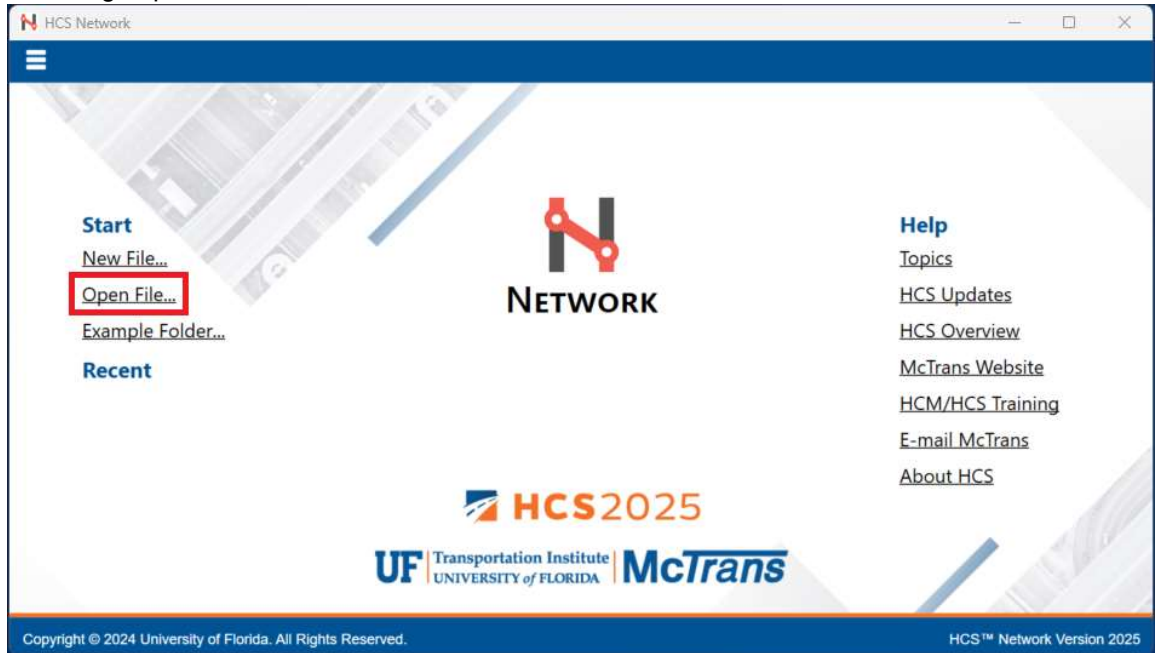 HCS Network
Start
New File...
Open File...
Example Folder...
Recent
NETWORK
Help
Topics
HCS Updates
HCS Overview
McTrans Website
HCM/HCS Training
E-mail McTrans
About HCS
HCS2025
UF Transportation Institute McTrans
UNIVERSITY of FLORIDA
Copyright © 2024 University of Florida. All Rights Reserved.
HCS™ Network Version 2025